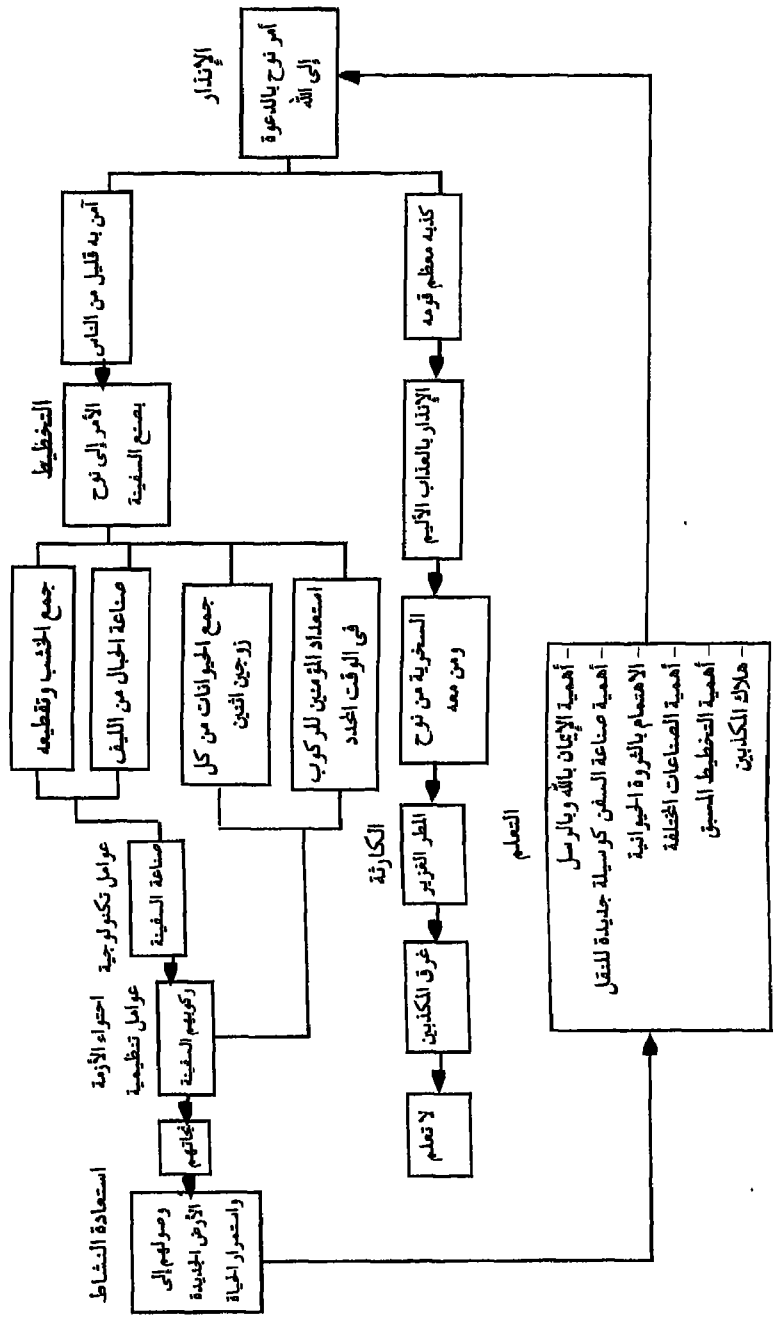 الإنذار
أمر نوح بالدعوة
إلى الله
آمن به قليل من الناس
التخطيط
الأمر إلى نوح
بصنع السفينة
جمع الخشب وتقطيعه
صناعة الحبال من الليف
جمع الحيوانات من كل
زوجين اثنين
استعداد المؤمنين للركوب
فى الوقت المحدد
عوامل تكنولوجية
صناعة السفينة
احتواء الأزمة
عوامل تنظيمية
ركوبهم السفينة
نجاتهم
استعادة النشاط
وصولهم إلى
الأرض الجديدة
واستمرار الحياة
كذبه معظم قومه
الإنذار بالعذاب الأليم
السخرية من نوح
ومن معه
الكارثة
المطر الغزير
غرق المكذبين
لا تعلم
التعلم
– أهمية الإيمان بالله وبالرسل
– أهمية صناعة السفن كوسيلة جديدة للنقل
– الاهتمام بالثروة الحيوانية
– أهمية الصناعات المختلفة
– أهمية التخطيط المسبق
– هلاك المكذبين